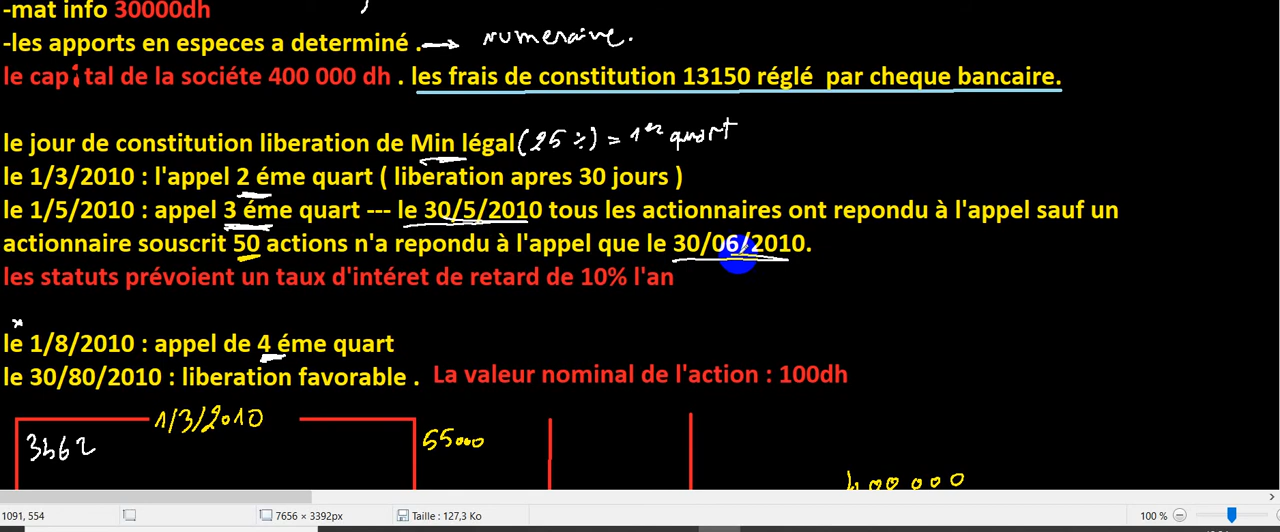 -mat info 30000dh
-les apports en especes a determiné . → numeraire.
le capital de la sociéte 400 000 dh . les frais de constitution 13150 réglé par cheque bancaire.
le jour de constitution liberation de Min légal (25 %) = 1er quart
le 1/3/2010 : l'appel 2 éme quart ( liberation apres 30 jours )
le 1/5/2010 : appel 3 éme quart --- le 30/5/2010 tous les actionnaires ont repondu à l'appel sauf un
actionnaire souscrit 50 actions n'a repondu à l'appel que le 30/06/2010.
les statuts prévoient un taux d'intéret de retard de 10% l'an
le 1/8/2010 : appel de 4 éme quart
le 30/80/2010 : liberation favorable . La valeur nominal de l'action : 100dh
1/3/2010
3462 55000
400000
1091, 554 7656 × 3392px Taille : 127,3 Ko 100 %